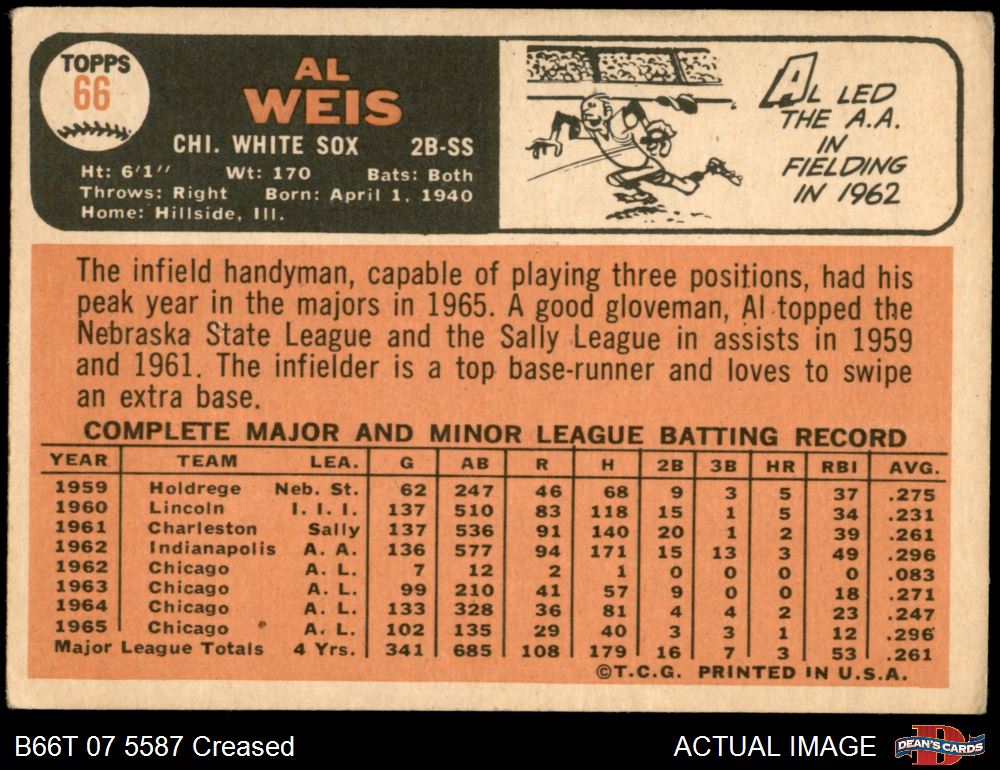 TOPPS
66
AL
WEIS
CHI. WHITE SOX 2B-SS
Ht: 6'1" Wt: 170 Bats: Both
Throws: Right Born: April 1, 1940
Home: Hillside, Ill.
AL LED
THE A.A.
IN
FIELDING
IN 1962
The infield handyman, capable of playing three positions, had his
peak year in the majors in 1965. A good gloveman, Al topped the
Nebraska State League and the Sally League in assists in 1959
and 1961. The infielder is a top base-runner and loves to swipe
an extra base.
COMPLETE MAJOR AND MINOR LEAGUE BATTING RECORD
YEAR TEAM LEA. G AB R H 2B 3B HR RBI AVG.
1959 Holdrege Neb. St. 62 247 46 68 9 3 5 37 .275
1960 Lincoln I. I. I. 137 510 83 118 15 1 5 34 .231
1961 Charleston Sally 137 536 91 140 20 1 2 39 .261
1962 Indianapolis A. A. 136 577 94 171 15 13 3 49 .296
1962 Chicago A. L. 7 12 2 1 0 0 0 0 .083
1963 Chicago A. L. 99 210 41 57 9 0 0 18 .271
1964 Chicago A. L. 133 328 36 81 4 4 2 23 .247
1965 Chicago A. L. 102 135 29 40 3 3 1 12 .296
Major League Totals 4 Yrs. 341 685 108 179 16 7 3 53 .261
©T.C.G. PRINTED IN U.S.A.
B66T 07 5587 Creased
ACTUAL IMAGE
DEAN'S CARDS